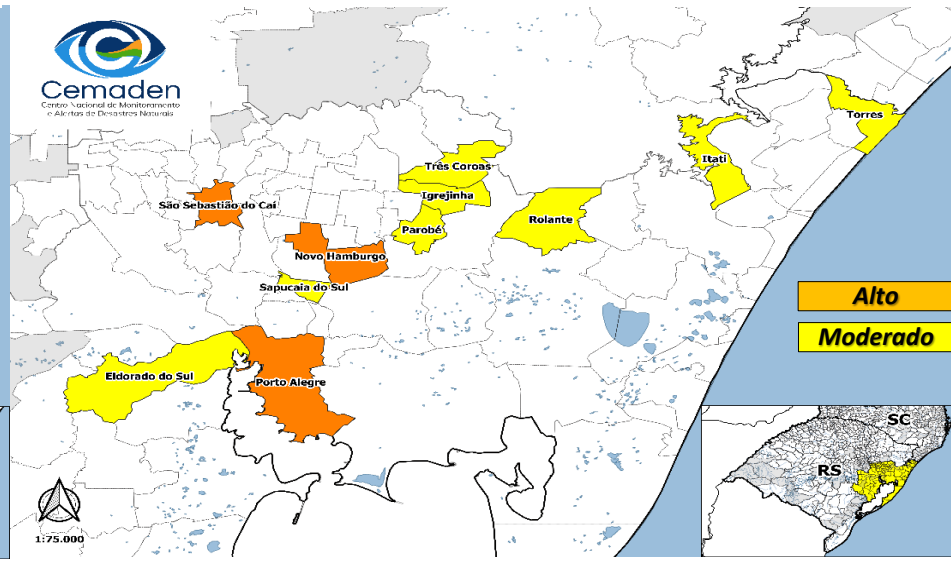 Cemaden
Centro Nacional de Monitoramento
e Alertas de Desastres Naturais
Torres
Itati
Três Coroas
Igrejinha
São Sebastião do Caí
Rolante
Parobé
Novo Hamburgo
Sapucaia do Sul
Alto
Moderado
Eldorado do Sul
Porto Alegre
SC
RS
1:75.000